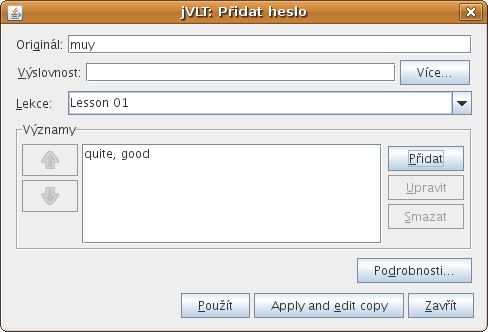 jVLT: Přidat heslo
Originál: muy
Výslovnost: Více...
Lekce: Lesson 01
Významy
quite, good
Přidat
Upravit
Smazat
Podrobnosti...
Použít Apply and edit copy Zavřít